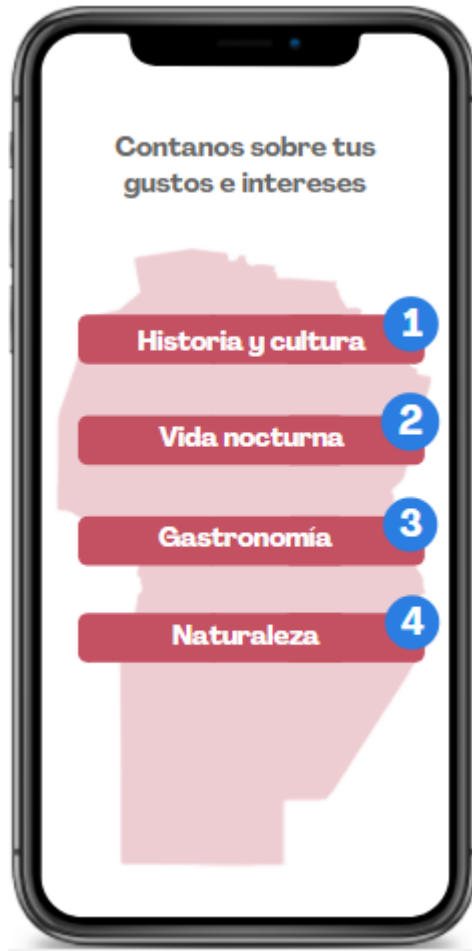 Contanos sobre tus
gustos e intereses
1
Historia y cultura
2
Vida nocturna
3
Gastronomía
4
Naturaleza